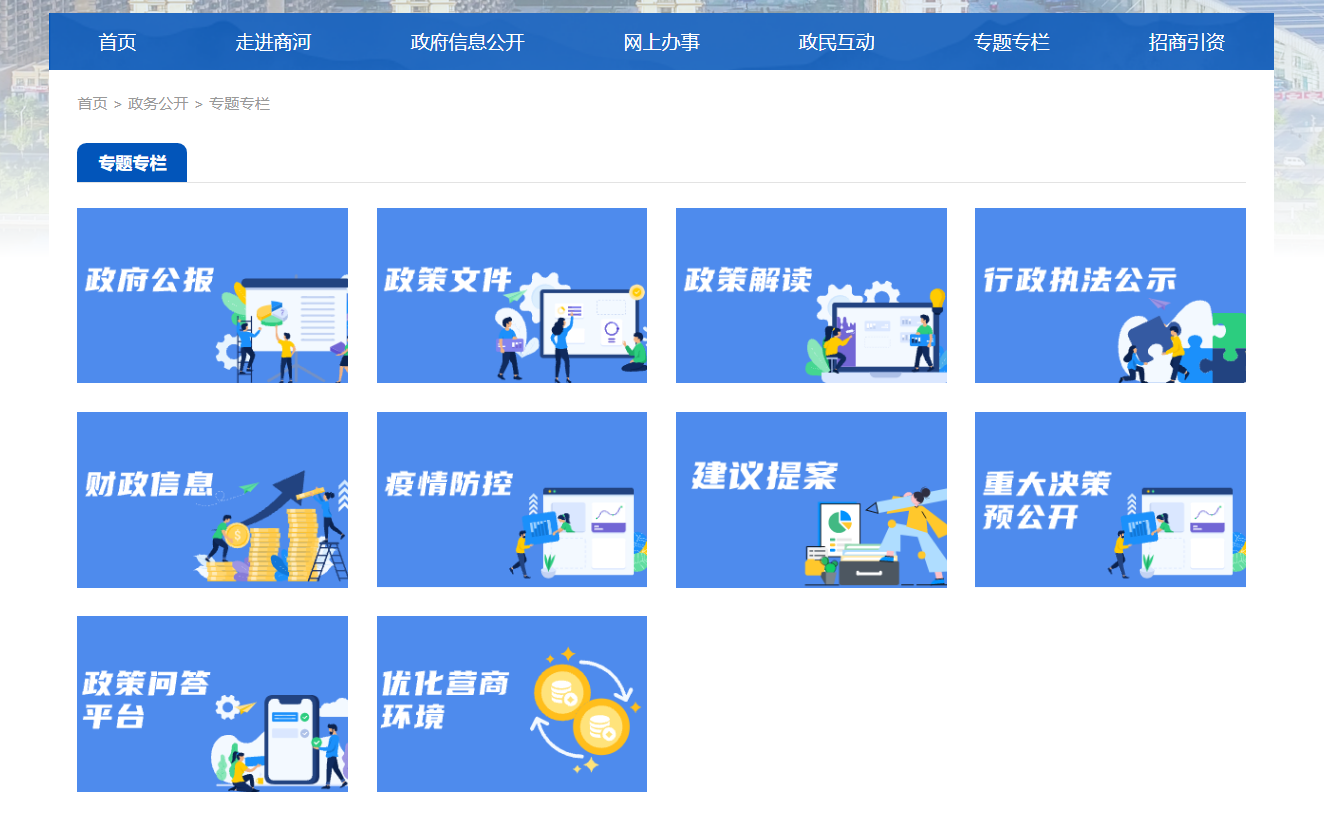 首页 走进商河 政府信息公开 网上办事 政民互动 专题专栏 招商引资
首页 > 政务公开 > 专题专栏
专题专栏
政府公报
政策文件
政策解读
行政执法公示
财政信息
疫情防控
建议提案
重大决策
预公开
政策问答
平台
优化营商
环境